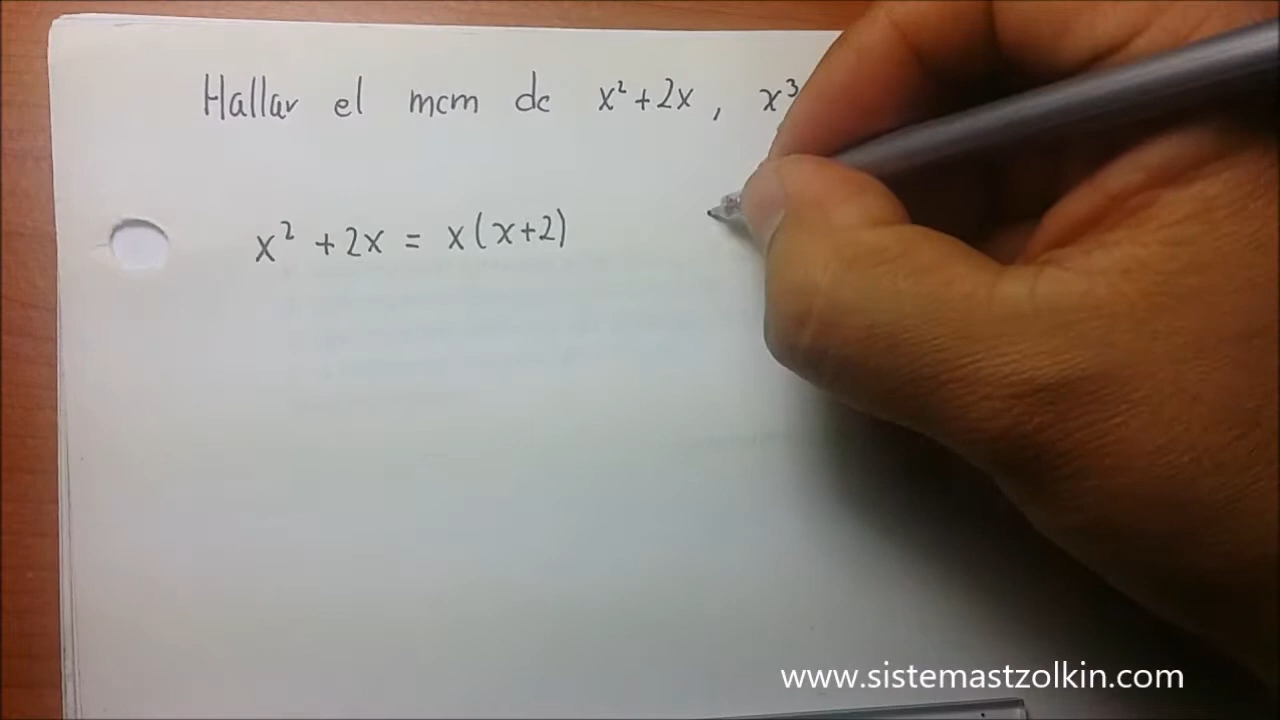 Hallar el mcm de x² + 2x , x³
x² + 2x = x(x+2)
www.sistemastzolkin.com